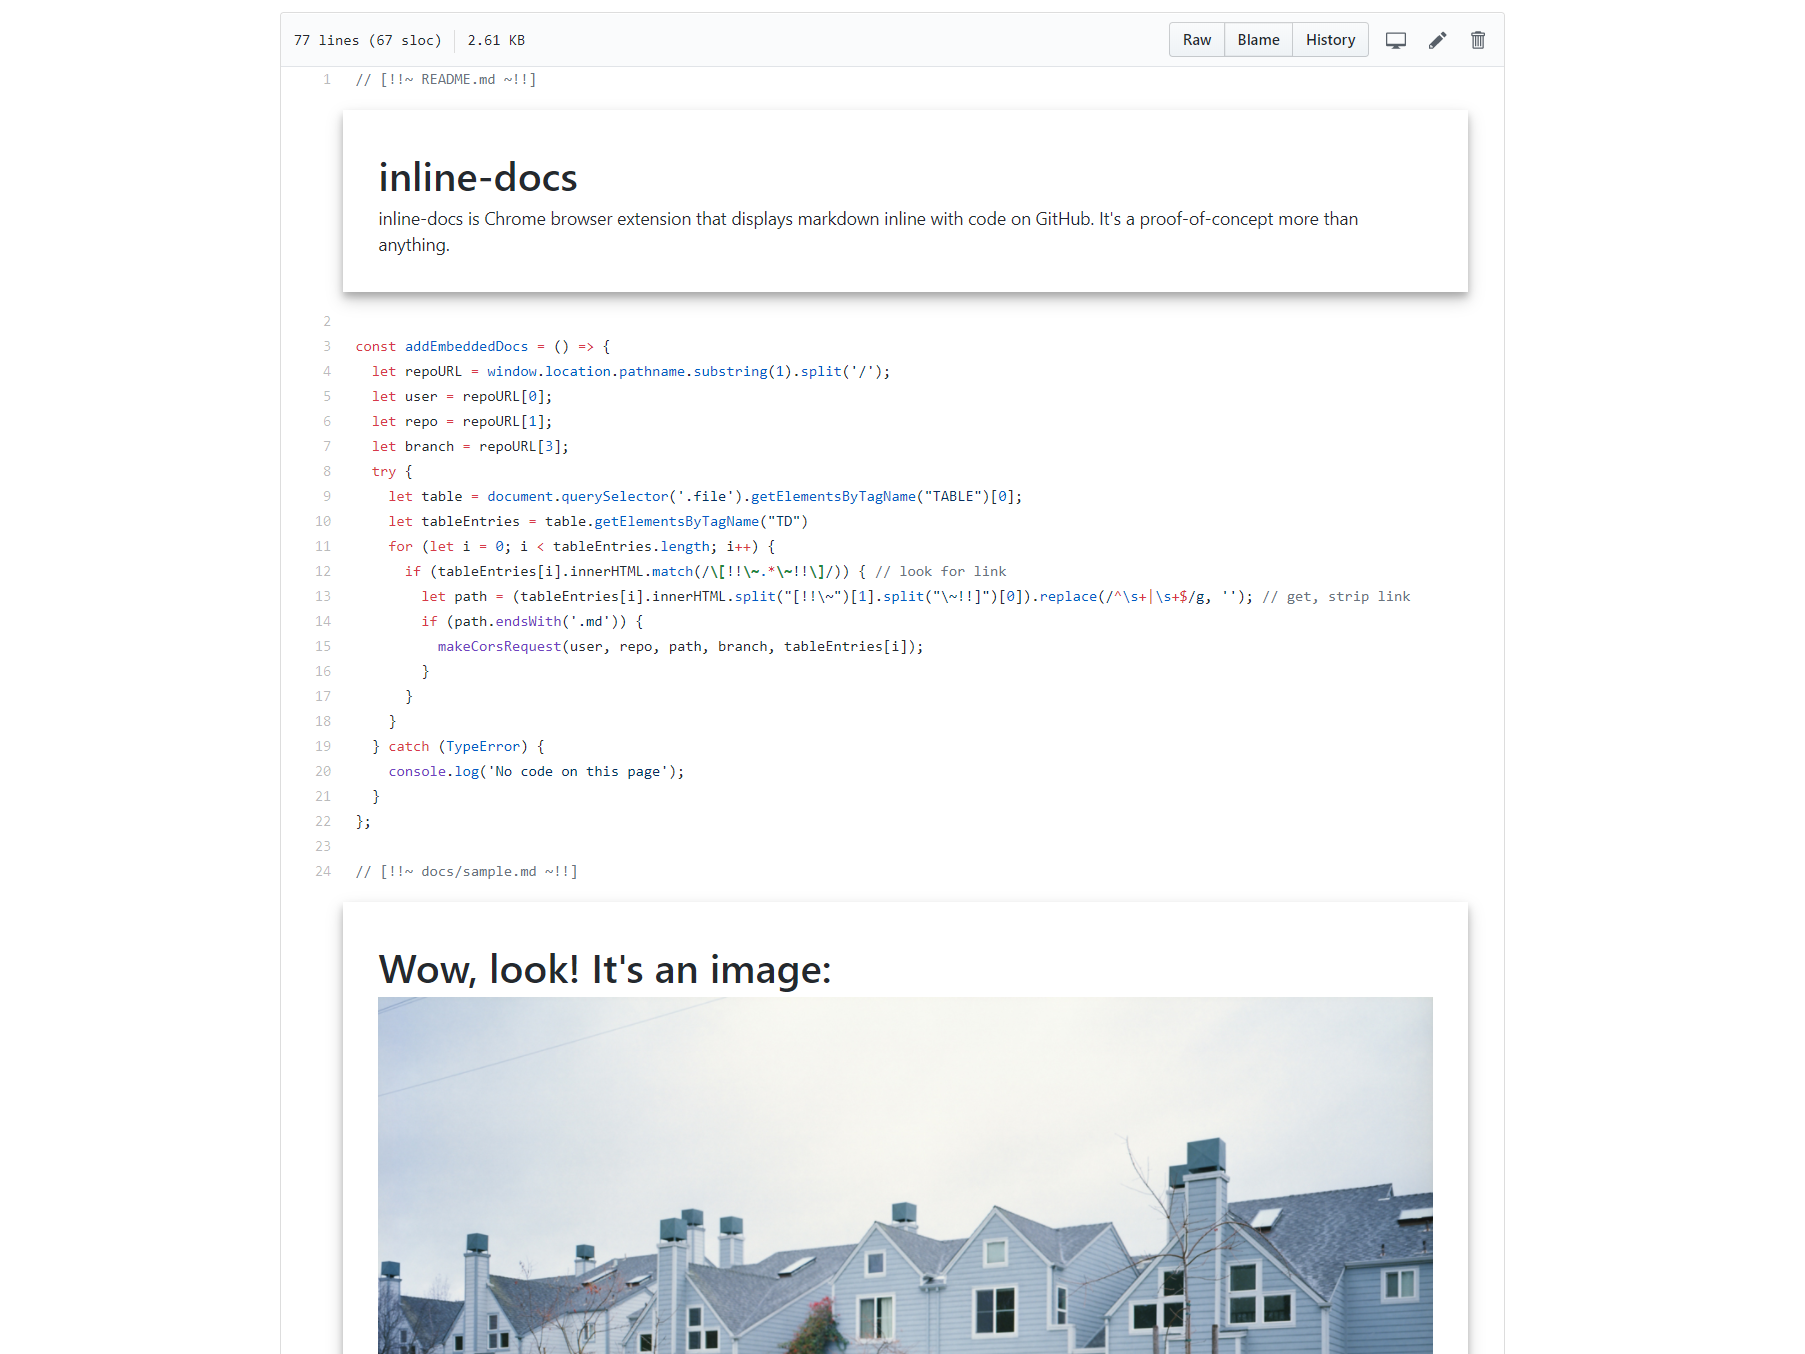 77 lines (67 sloc) 2.61 KB Raw Blame History
1 // [!!~ README.md ~!!]
inline-docs
inline-docs is Chrome browser extension that displays markdown inline with code on GitHub. It's a proof-of-concept more than
anything.
2
3 const addEmbeddedDocs = () => {
4 let repoURL = window.location.pathname.substring(1).split('/');
5 let user = repoURL[0];
6 let repo = repoURL[1];
7 let branch = repoURL[3];
8 try {
9 let table = document.querySelector('.file').getElementsByTagName("TABLE")[0];
10 let tableEntries = table.getElementsByTagName("TD")
11 for (let i = 0; i < tableEntries.length; i++) {
12 if (tableEntries[i].innerHTML.match(/\[!!\~.*\~!!\]/)) { // look for link
13 let path = (tableEntries[i].innerHTML.split("[!!\~")[1].split("\~!!]")[0]).replace(/^\s+|\s+$/g, ''); // get, strip link
14 if (path.endsWith('.md')) {
15 makeCorsRequest(user, repo, path, branch, tableEntries[i]);
16 }
17 }
18 }
19 } catch (TypeError) {
20 console.log('No code on this page');
21 }
22 };
23
24 // [!!~ docs/sample.md ~!!]
Wow, look! It's an image: